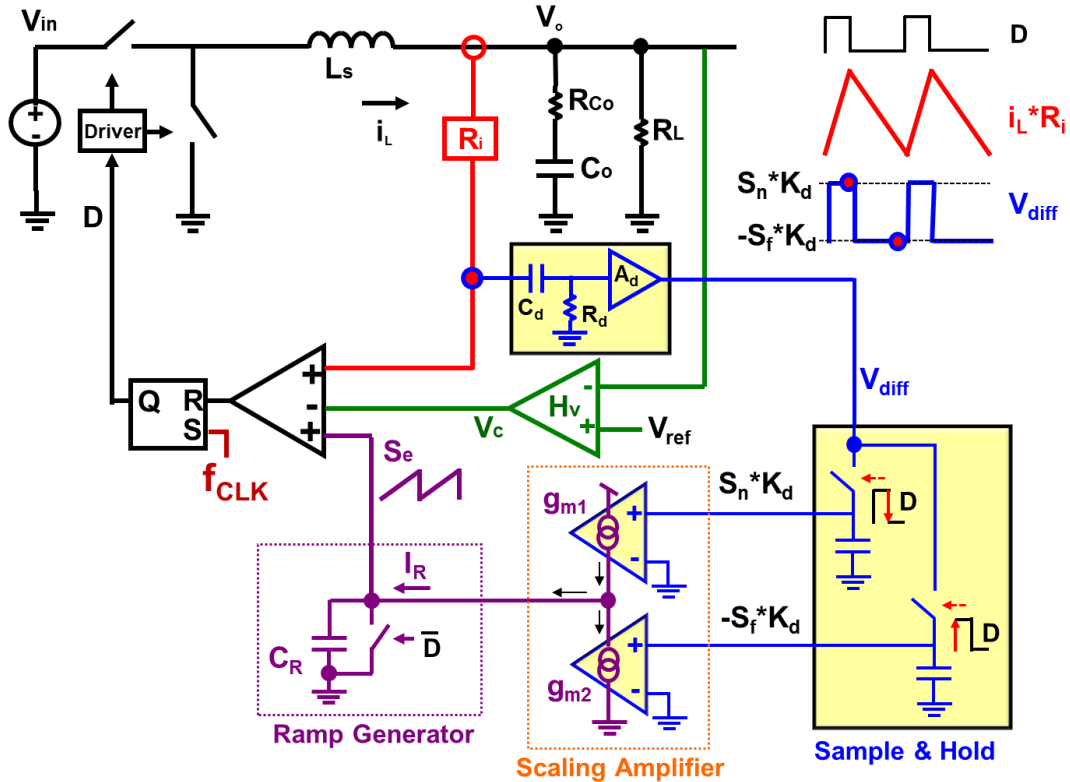 Vin
Vo
D
Ls
RCo
iL*Ri
Driver
iL
Ri
RL
Co
Sn*Kd
Vdiff
-Sf*Kd
D
Ad
Cd
Rd
Vdiff
Q
R
S
fCLK
+
-
+
Vc
Hv
-
+
Vref
Se
Sn*Kd
D
gm1
+
-
IR
-Sf*Kd
D
CR
D̅
+
-
gm2
Ramp Generator
Scaling Amplifier
Sample & Hold
+
-